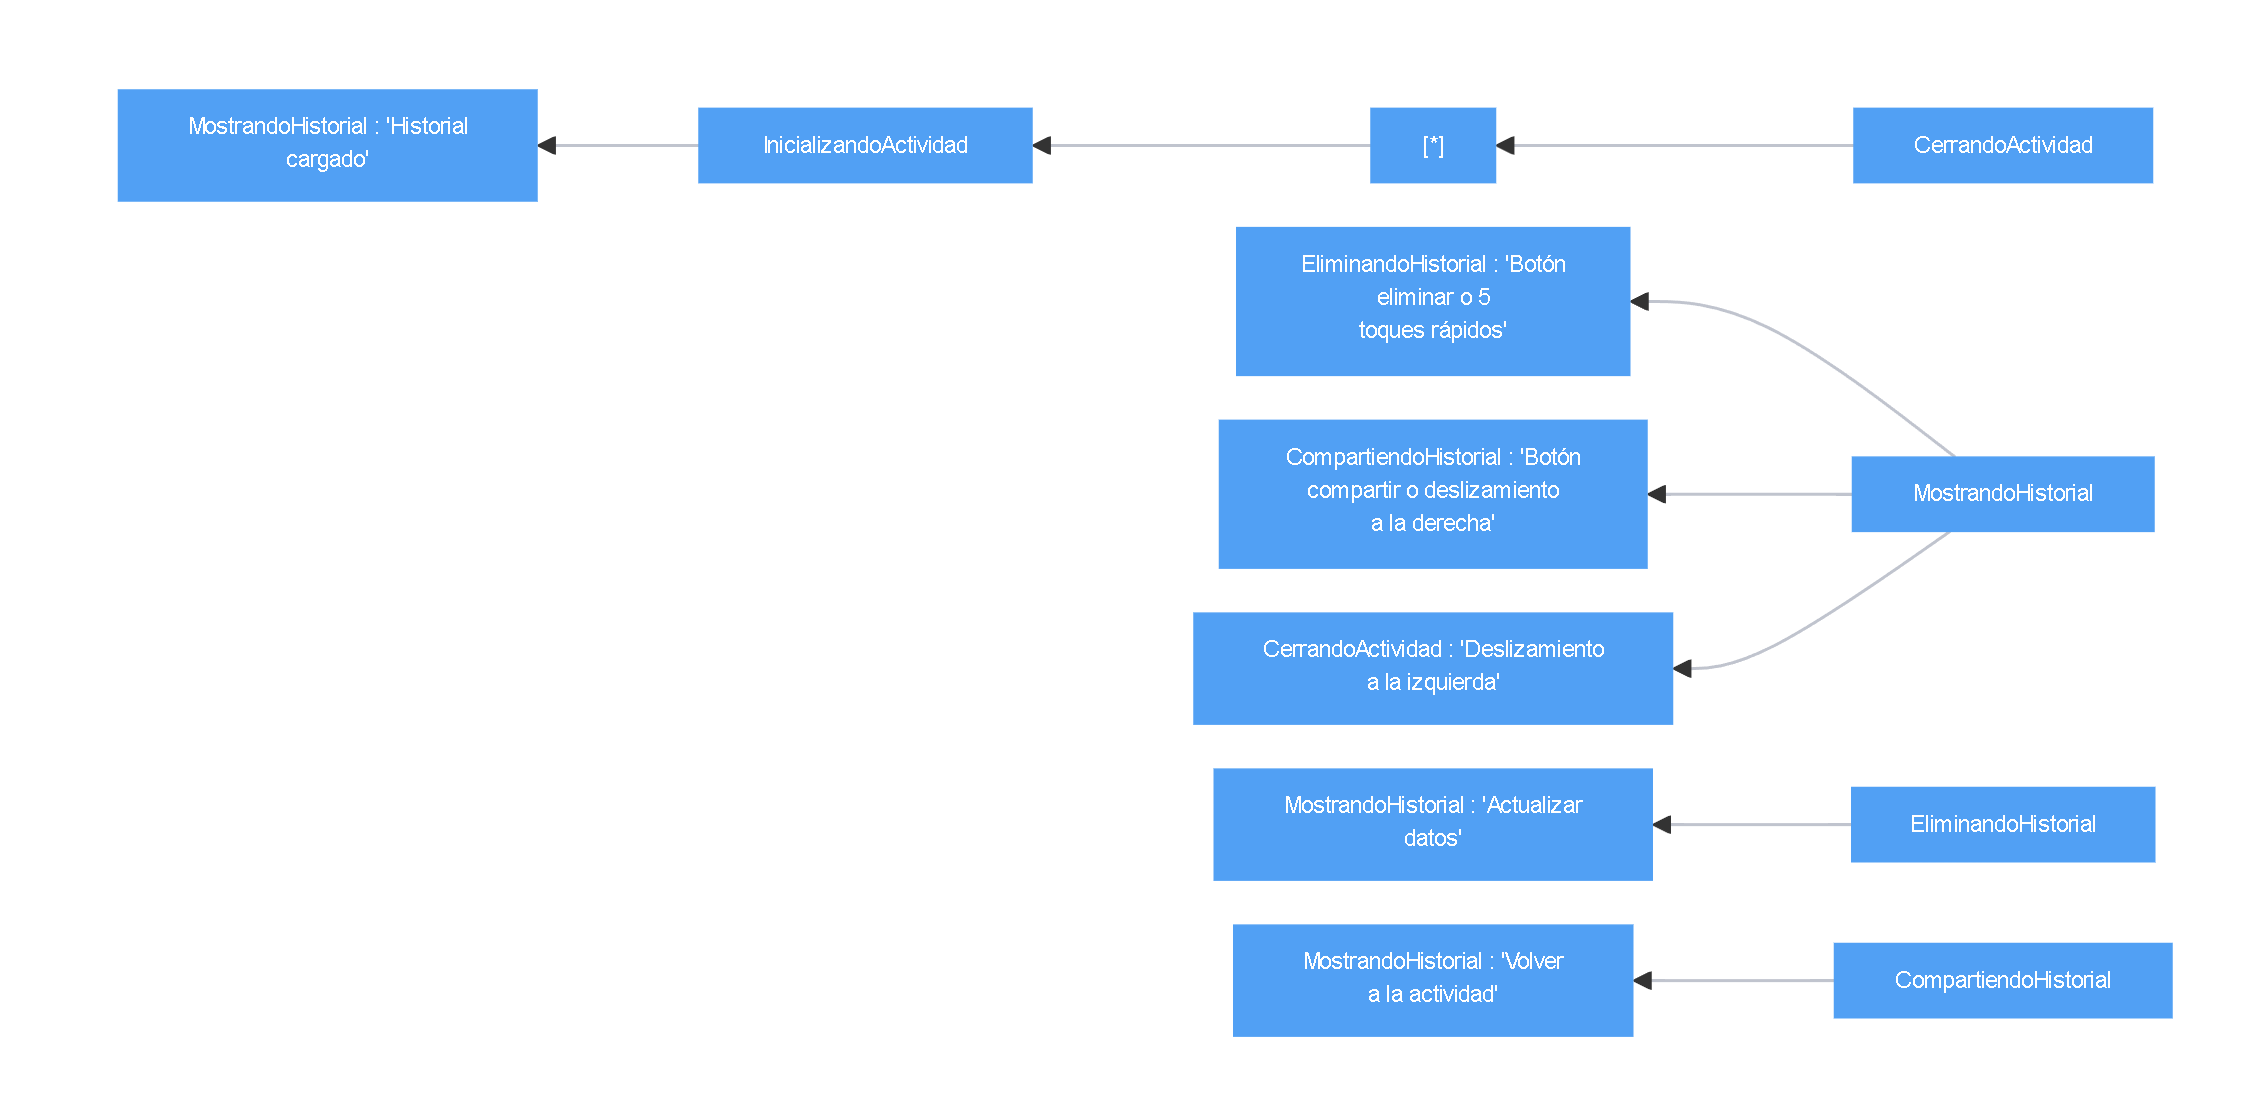 MostrandoHistorial : 'Historial
cargado'
InicializandoActividad
[*]
CerrandoActividad
EliminandoHistorial : 'Botón
eliminar o 5
toques rápidos'
CompartiendoHistorial : 'Botón
compartir o deslizamiento
a la derecha'
MostrandoHistorial
CerrandoActividad : 'Deslizamiento
a la izquierda'
MostrandoHistorial : 'Actualizar
datos'
EliminandoHistorial
MostrandoHistorial : 'Volver
a la actividad'
CompartiendoHistorial